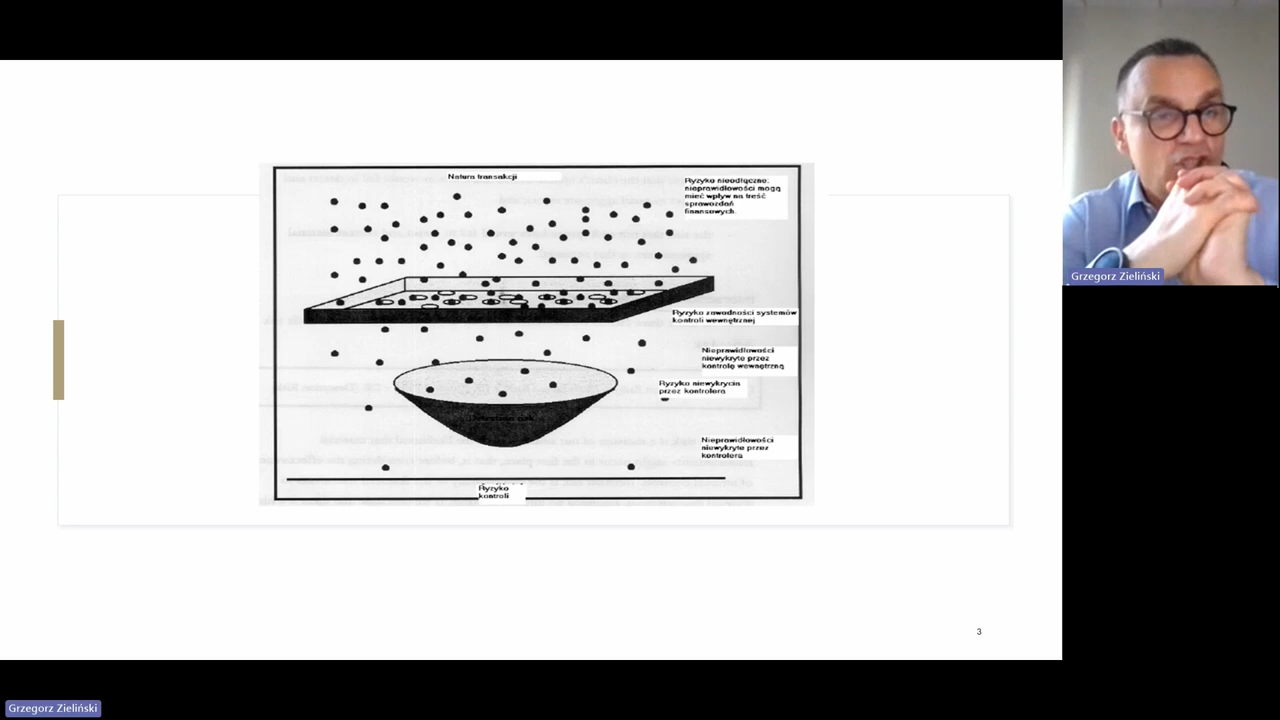 Natura transakcji
Ryzyko nieodłączne:
nieprawidłowości mogą
mieć wpływ na treść
sprawozdań
finansowych.
Ryzyko zawodności systemów
kontroli wewnętrznej
Nieprawidłowości
niewykryte przez
kontrolę wewnętrzną
Ryzyko niewykrycia
przez kontrolera
Nieprawidłowości
niewykryte przez
kontrolera
Ryzyko
kontroli
3
Grzegorz Zieliński
Grzegorz Zieliński